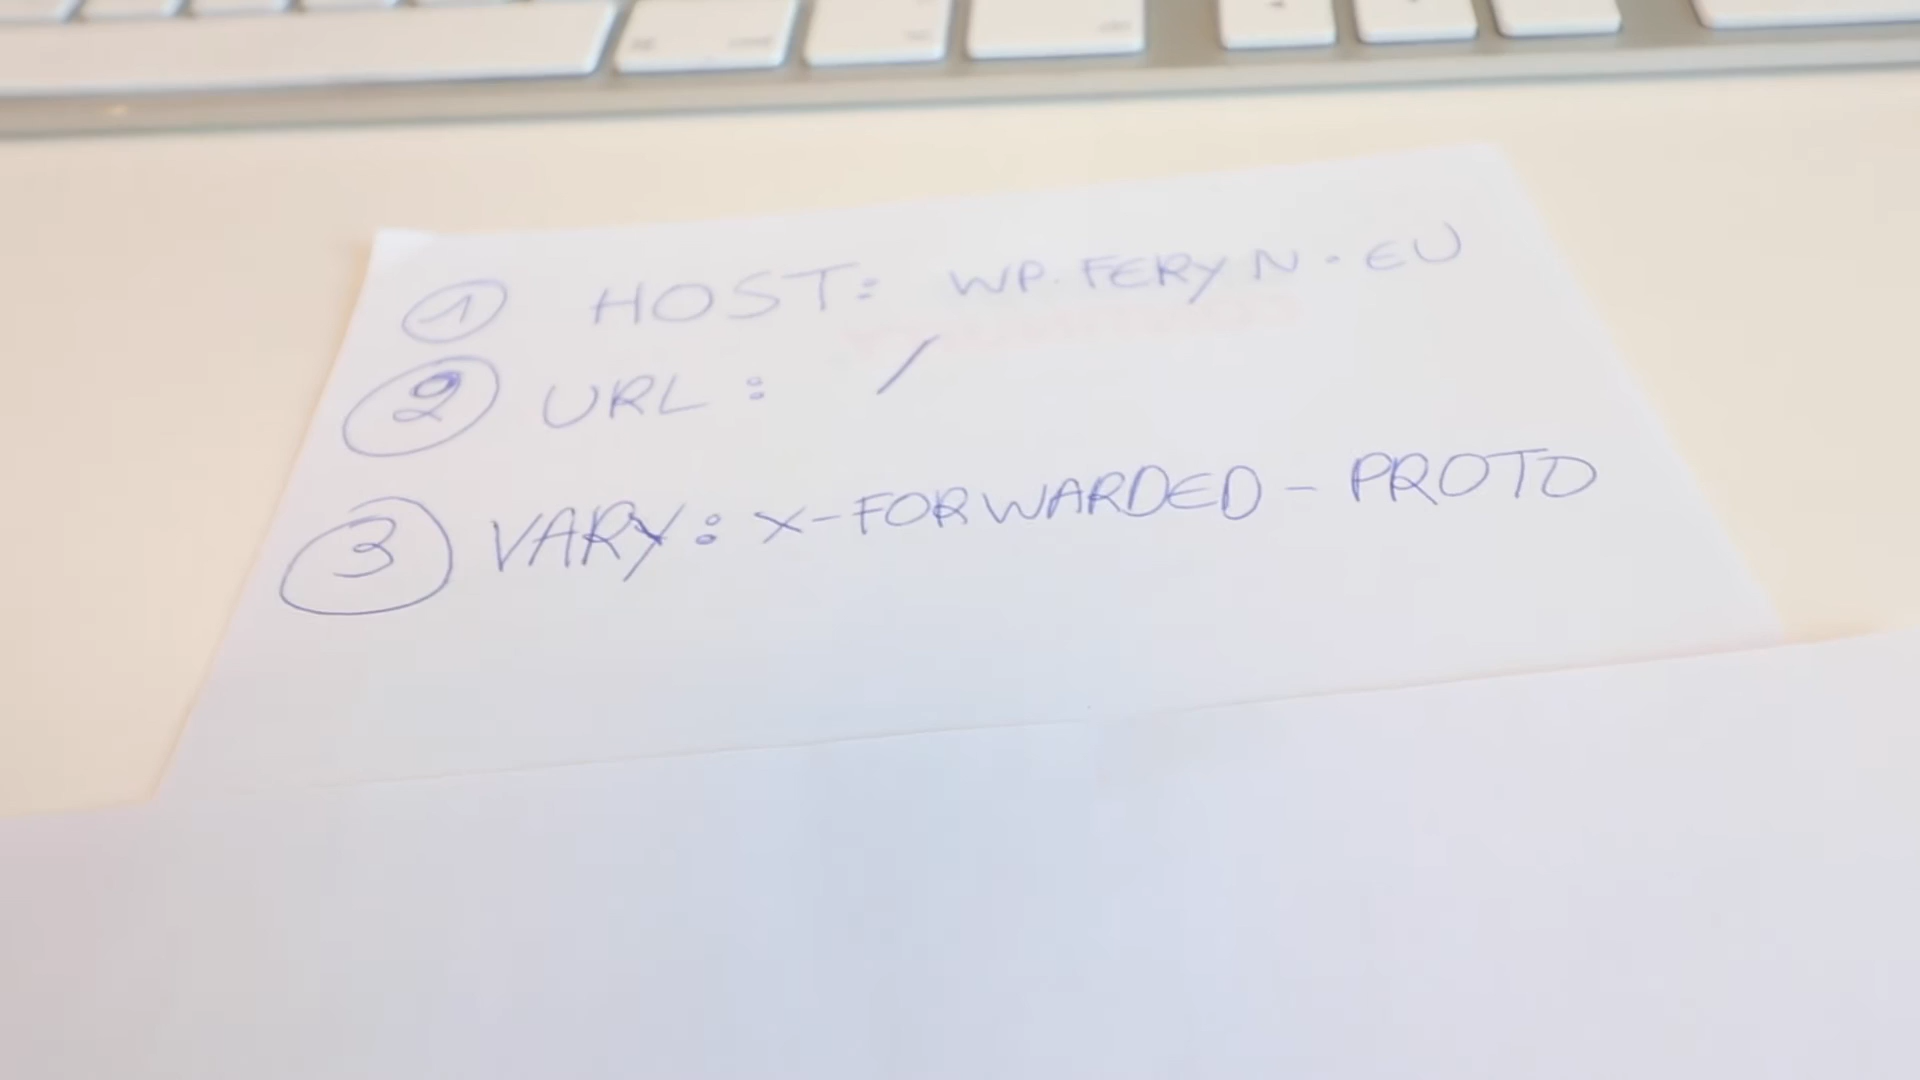 1 HOST: WP.FERYN.EU
2 URL: /
3 VARY: X-FORWARDED-PROTO